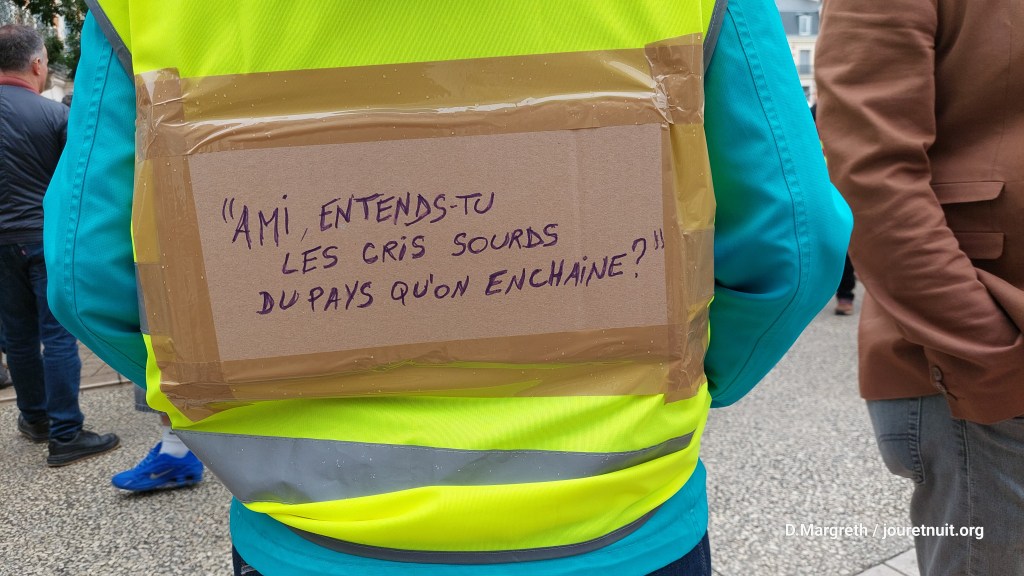 "AMi, ENTENDS-TU
LES CRiS SOURDS
DU PAYS QU'ON ENCHAiNE?"
D.Margreth / jouretnuit.org